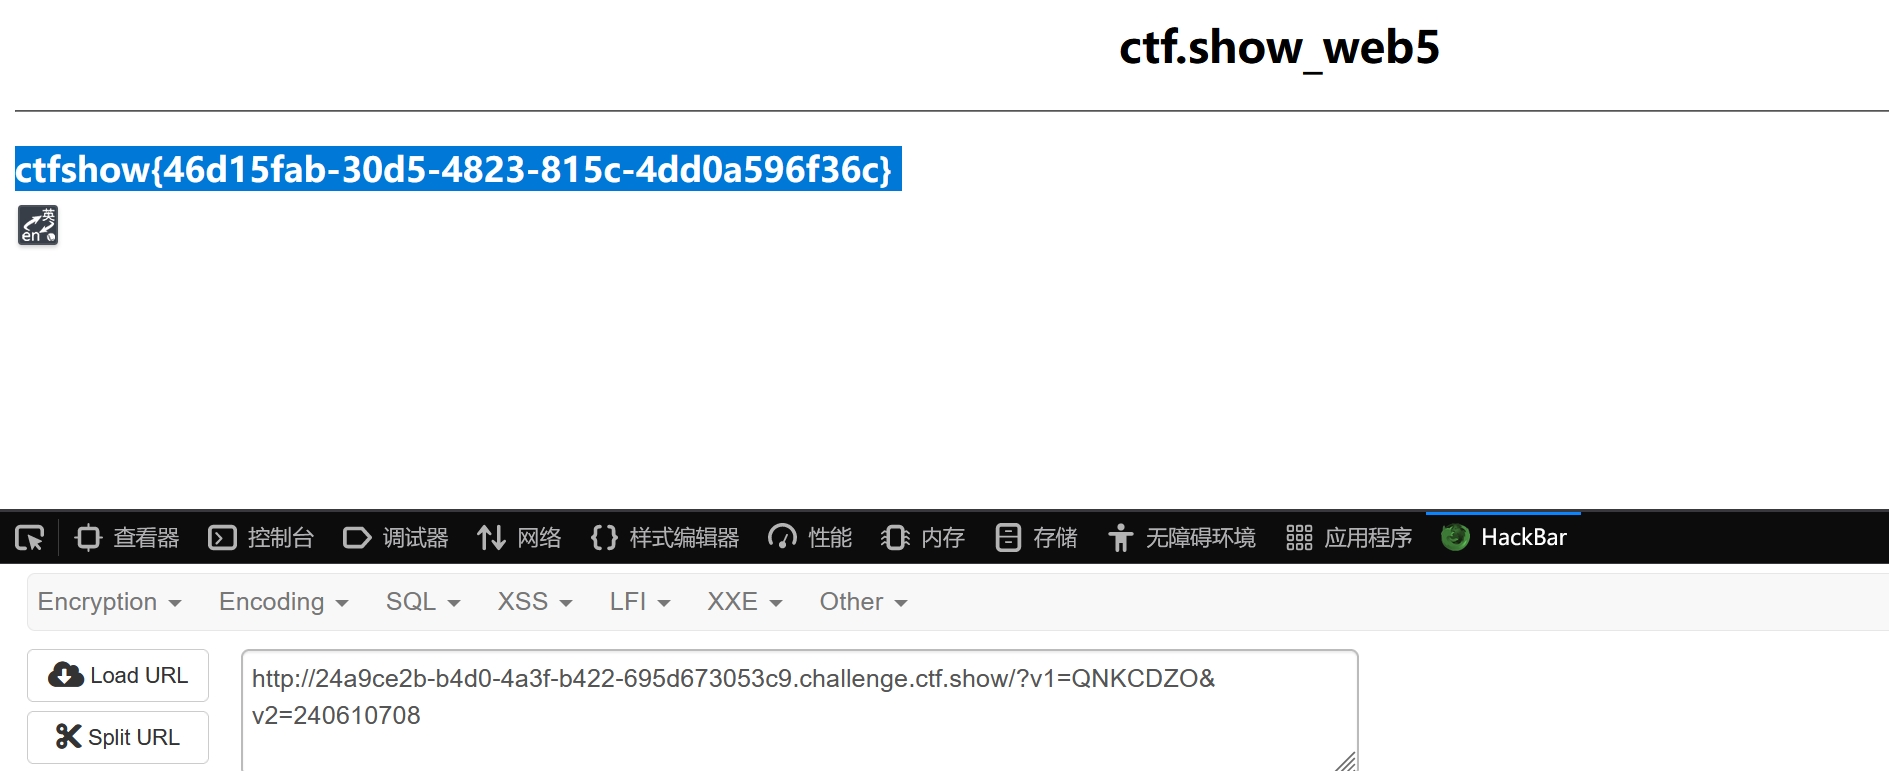 ctf.show_web5
ctfshow{46d15fab-30d5-4823-815c-4dd0a596f36c}
英
en
查看器 控制台 调试器 网络 样式编辑器 性能 内存 存储 无障碍环境 应用程序 HackBar
Encryption Encoding SQL XSS LFI XXE Other
Load URL
http://24a9ce2b-b4d0-4a3f-b422-695d673053c9.challenge.ctf.show/?v1=QNKCDZO&
v2=240610708
Split URL